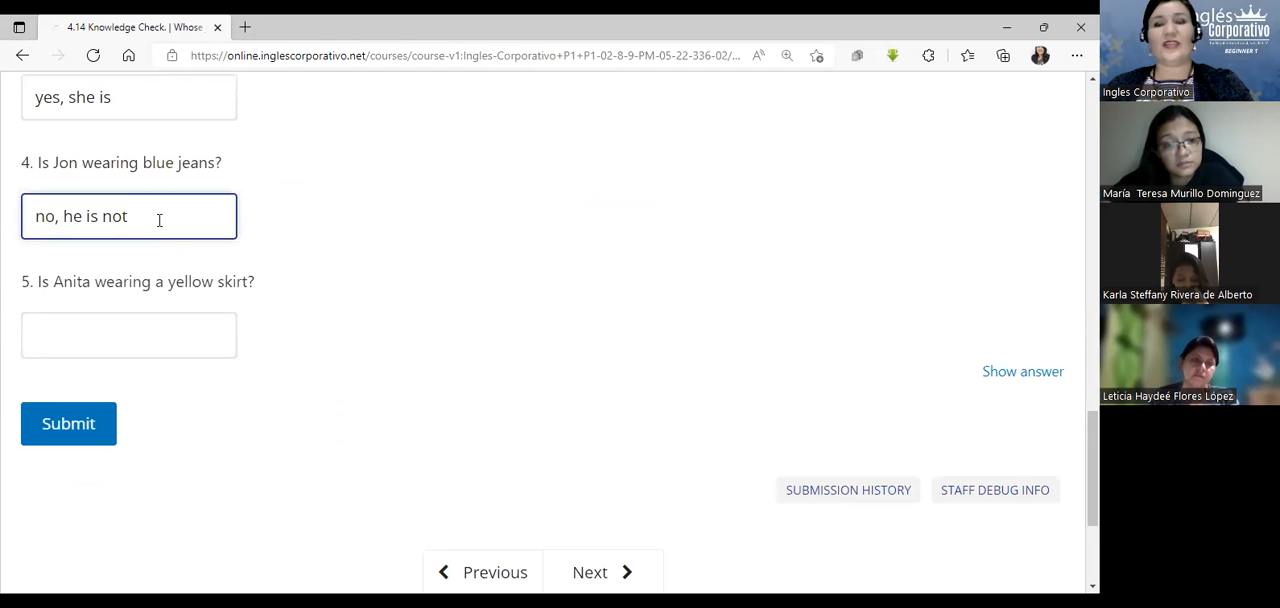 4.14 Knowledge Check. | Whose
https://online.inglescorporativo.net/courses/course-v1:Ingles-Corporativo+P1+P1-02-8-9-PM-05-22-336-02/...
yes, she is
4. Is Jon wearing blue jeans?
no, he is not
5. Is Anita wearing a yellow skirt?
Show answer
Submit
SUBMISSION HISTORY
STAFF DEBUG INFO
Previous
Next
Inglés
Corporativo
BEGINNER 1
Ingles Corporativo
María Teresa Murillo Dominguez
Karla Steffany Rivera de Alberto
Leticia Haydeé Flores López